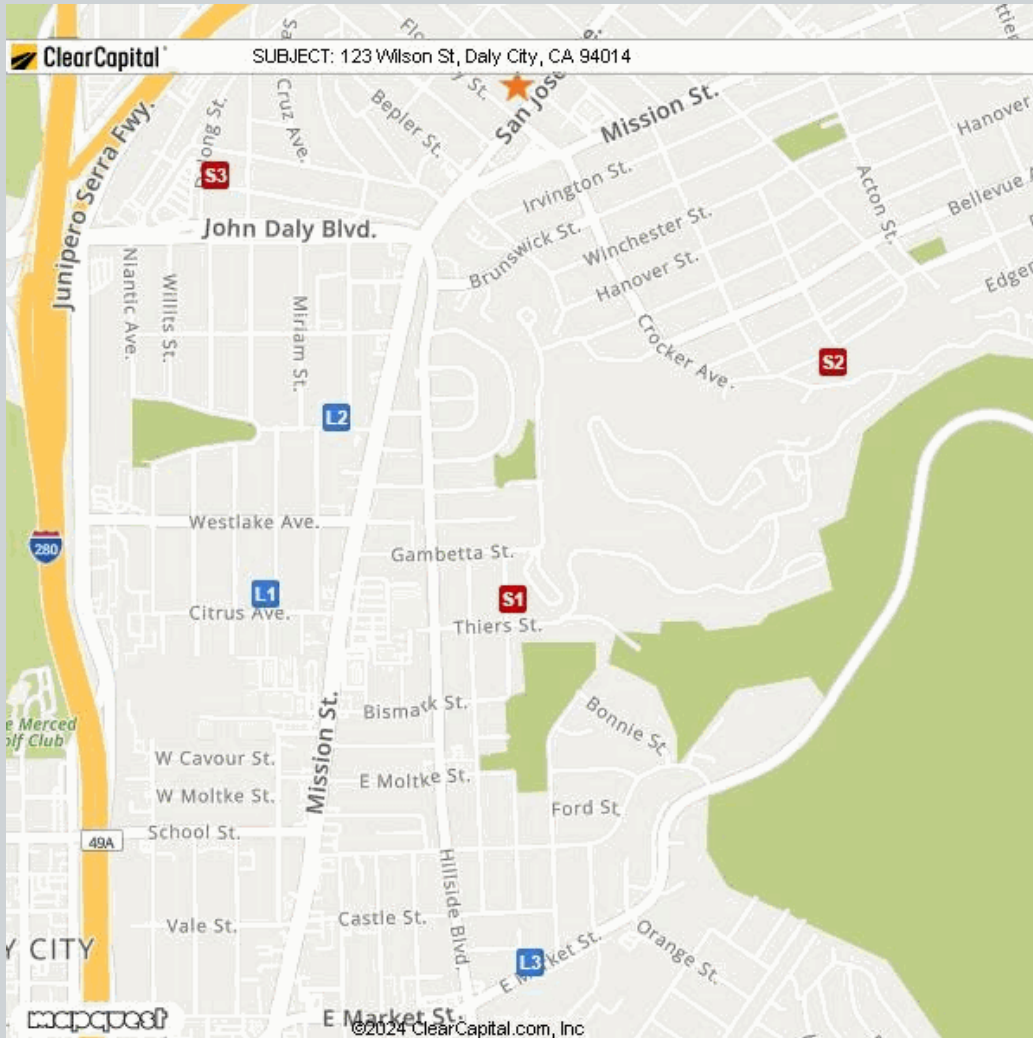 ClearCapital
SUBJECT: 123 Wilson St, Daly City, CA 94014
Cruz Ave.
Bepler St.
San Jose
Mission St.
Hanover
Junipero Serra Fwy.
S3
Irvington St.
Acton St.
Bellevue
John Daly Blvd.
Brunswick St.
Winchester St.
Hanover St.
Niantic Ave.
Willits St.
Miriam St.
Crocker Ave.
S2
L2
Westlake Ave.
280
Gambetta St.
L1
S1
Citrus Ave.
Thiers St.
Mission St.
Bismark St.
Bonnie St.
e Merced
olf Club
W Cavour St.
E Moltke St.
W Moltke St.
Ford St
School St.
49A
Hillside Blvd.
Vale St.
Castle St.
Orange St.
Y CITY
L3
E Market St.
mapquest
E Market St.
©2024 ClearCapital.com, Inc